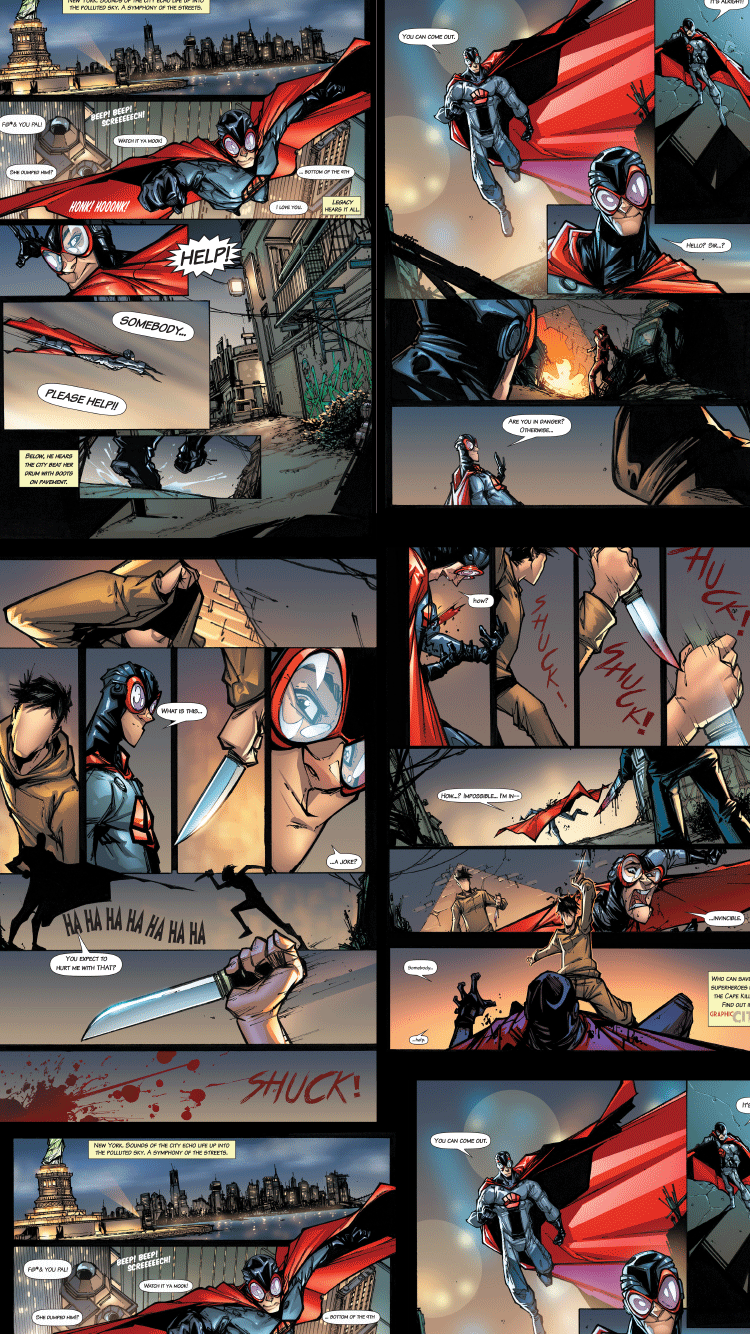 NEW YORK. SOUNDS OF THE CITY ECHO LIFE UP INTO
THE POLLUTED SKY. A SYMPHONY OF THE STREETS.
F@#& YOU PAL!
BEEP! BEEP!
SCREEEEECH!
WATCH IT YA MOOK!
SHE DUMPED HIM?
... BOTTOM OF THE 9TH
HONK! HOOONK!
I LOVE YOU.
LEGACY
HEARS IT ALL.
HELP!
SOMEBODY...
PLEASE HELP!!
BELOW, HE HEARS
THE CITY BEAT HER
DRUM WITH BOOTS
ON PAVEMENT.
YOU CAN COME OUT.
IT'S ALRIGHT!
HELLO? SIR...?
ARE YOU IN DANGER?
OTHERWISE...
WHAT IS THIS...
...A JOKE?
HA HA HA HA HA HA HA
YOU EXPECT TO
HURT ME WITH THAT?
SHUCK!
HOW?
SHUCK!
SHUCK!
SHUCK!
HOW...? IMPOSSIBLE... I'M IN--
...INVINCIBLE.
SOMEBODY...
...HELP.
WHO CAN SAVE
SUPERHEROES
THE CAPE
FIND OUT
GRAPHIC
NEW YORK. SOUNDS OF THE CITY ECHO LIFE UP INTO
THE POLLUTED SKY. A SYMPHONY OF THE STREETS.
F@#& YOU PAL!
BEEP! BEEP!
SCREEEEECH!
WATCH IT YA MOOK!
SHE DUMPED HIM?
... BOTTOM OF THE 9TH
YOU CAN COME OUT.
IT'S